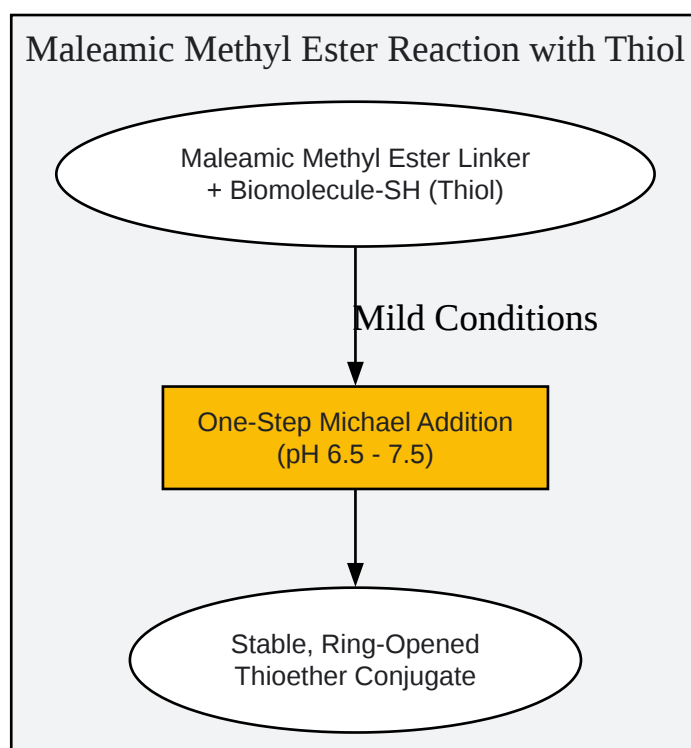 Maleamic Methyl Ester Reaction with Thiol
Maleamic Methyl Ester Linker
+ Biomolecule-SH (Thiol)
Mild Conditions
One-Step Michael Addition
(pH 6.5 - 7.5)
Stable, Ring-Opened
Thioether Conjugate